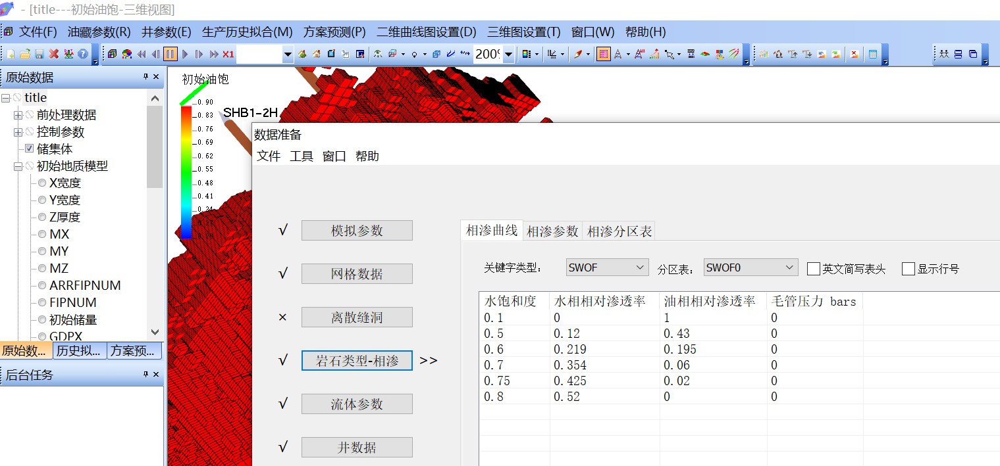 - [title---初始油饱-三维视图]
文件(F) 油藏参数(R) 井参数(E) 生产历史拟合(M) 方案预测(P) 二维曲线图设置(D) 三维图设置(T) 窗口(W) 帮助(H)
X1 200%
原始数据
title
前处理数据
控制参数
储集体
初始地质模型
X宽度
Y宽度
Z厚度
MX
MY
MZ
ARRFIPNUM
FIPNUM
初始储量
GDPX
原始数... 历史拟... 方案预...
后台任务
初始油饱
0.90
0.83
0.76
0.69
0.62
0.55
0.48
0.41
0.34
SHB1-2H
数据准备
文件 工具 窗口 帮助
√ 模拟参数
√ 网格数据
× 离散缝洞
√ 岩石类型-相渗 >>
√ 流体参数
√ 井数据
相渗曲线 相渗参数 相渗分区表
关键字类型: SWOF 分区表: SWOF0 英文简写表头 显示行号
水饱和度 水相相对渗透率 油相相对渗透率 毛管压力 bars
0.1 0 1 0
0.5 0.12 0.43 0
0.6 0.219 0.195 0
0.7 0.354 0.06 0
0.75 0.425 0.02 0
0.8 0.52 0 0